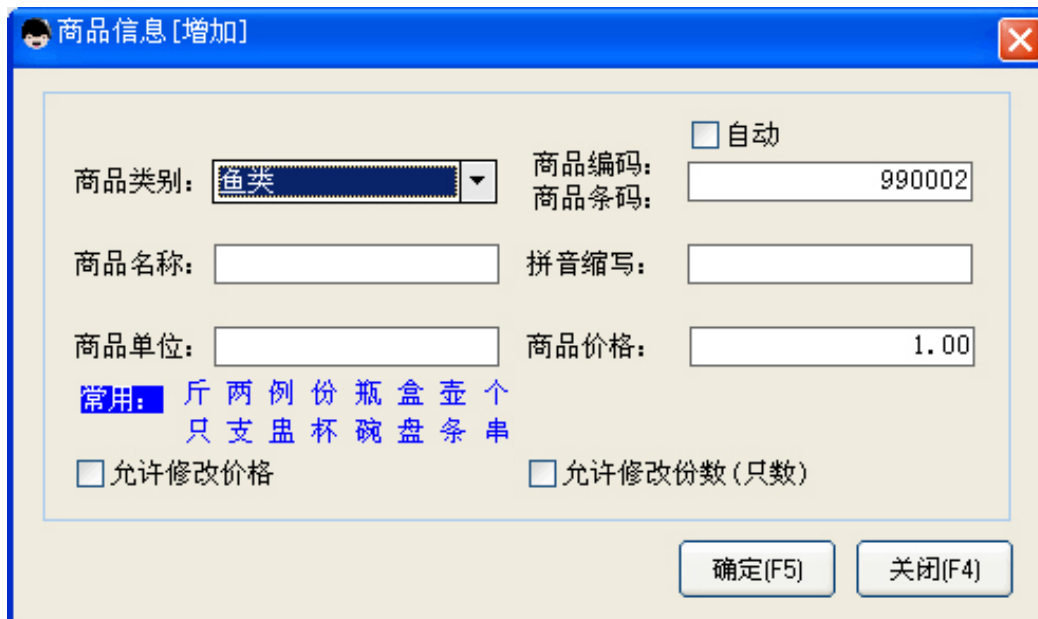 商品信息[增加]
自动
商品类别: 鱼类
商品编码: 990002
商品条码:
商品名称:
拼音缩写:
商品单位:
商品价格: 1.00
常用: 斤 两 例 份 瓶 盒 壶 个
只 支 盅 杯 碗 盘 条 串
允许修改价格
允许修改份数(只数)
确定(F5) 关闭(F4)